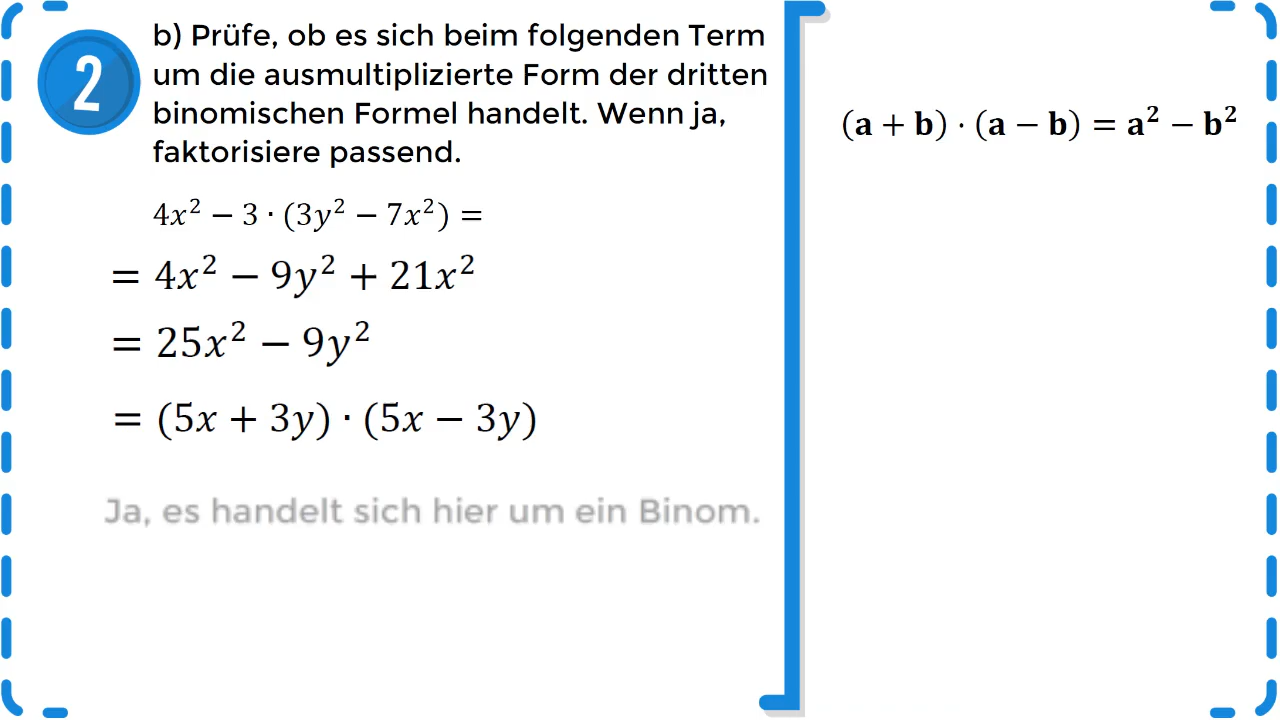 2
b) Prüfe, ob es sich beim folgenden Term
um die ausmultiplizierte Form der dritten
binomischen Formel handelt. Wenn ja,
faktorisiere passend.
4x² − 3 · (3y² − 7x²) =
= 4x² − 9y² + 21x²
= 25x² − 9y²
= (5x + 3y) · (5x − 3y)
Ja, es handelt sich hier um ein Binom.
(a + b) · (a − b) = a² − b²